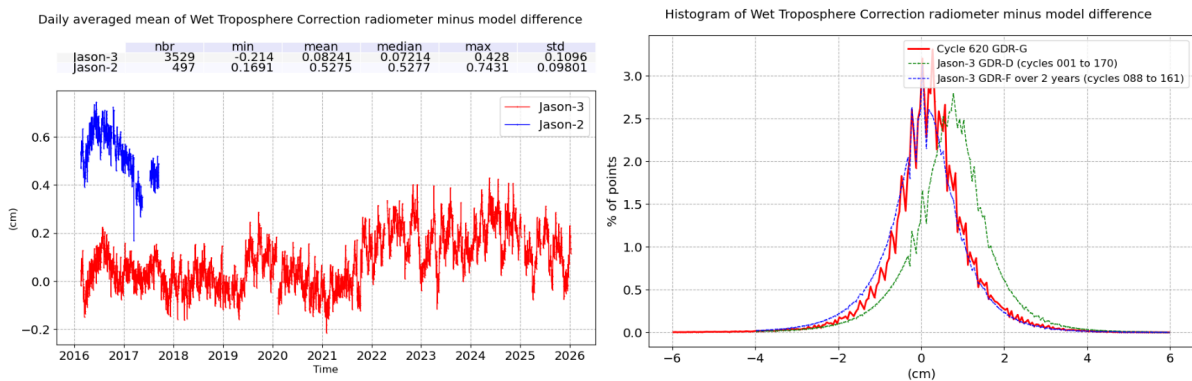 Daily averaged mean of Wet Troposphere Correction radiometer minus model difference
nbr min mean median max std
Jason-3 3529 -0.214 0.08241 0.07214 0.428 0.1096
Jason-2 497 0.1691 0.5275 0.5277 0.7431 0.09801
Jason-3
Jason-2
(cm)
0.6
0.4
0.2
0.0
−0.2
2016 2017 2018 2019 2020 2021 2022 2023 2024 2025 2026
Time
Histogram of Wet Troposphere Correction radiometer minus model difference
Cycle 620 GDR-G
Jason-3 GDR-D (cycles 001 to 170)
Jason-3 GDR-F over 2 years (cycles 088 to 161)
% of points
3.0
2.5
2.0
1.5
1.0
0.5
0.0
−6 −4 −2 0 2 4 6
(cm)